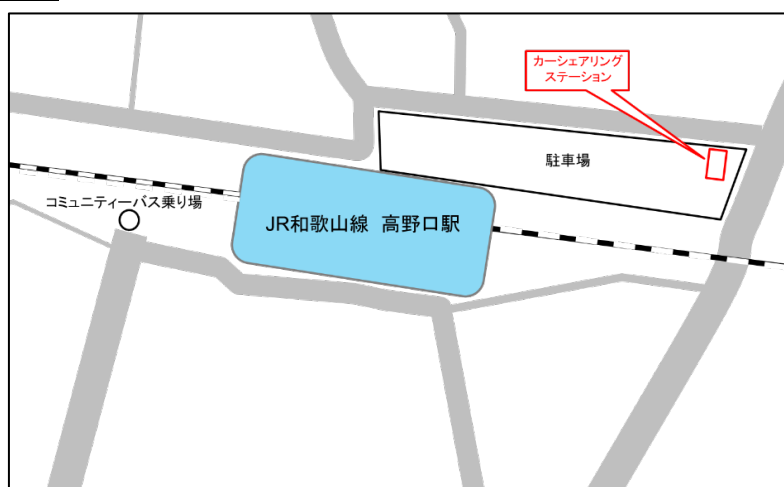 カーシェアリング
ステーション
駐車場
コミュニティーバス乗り場
JR和歌山線 高野口駅